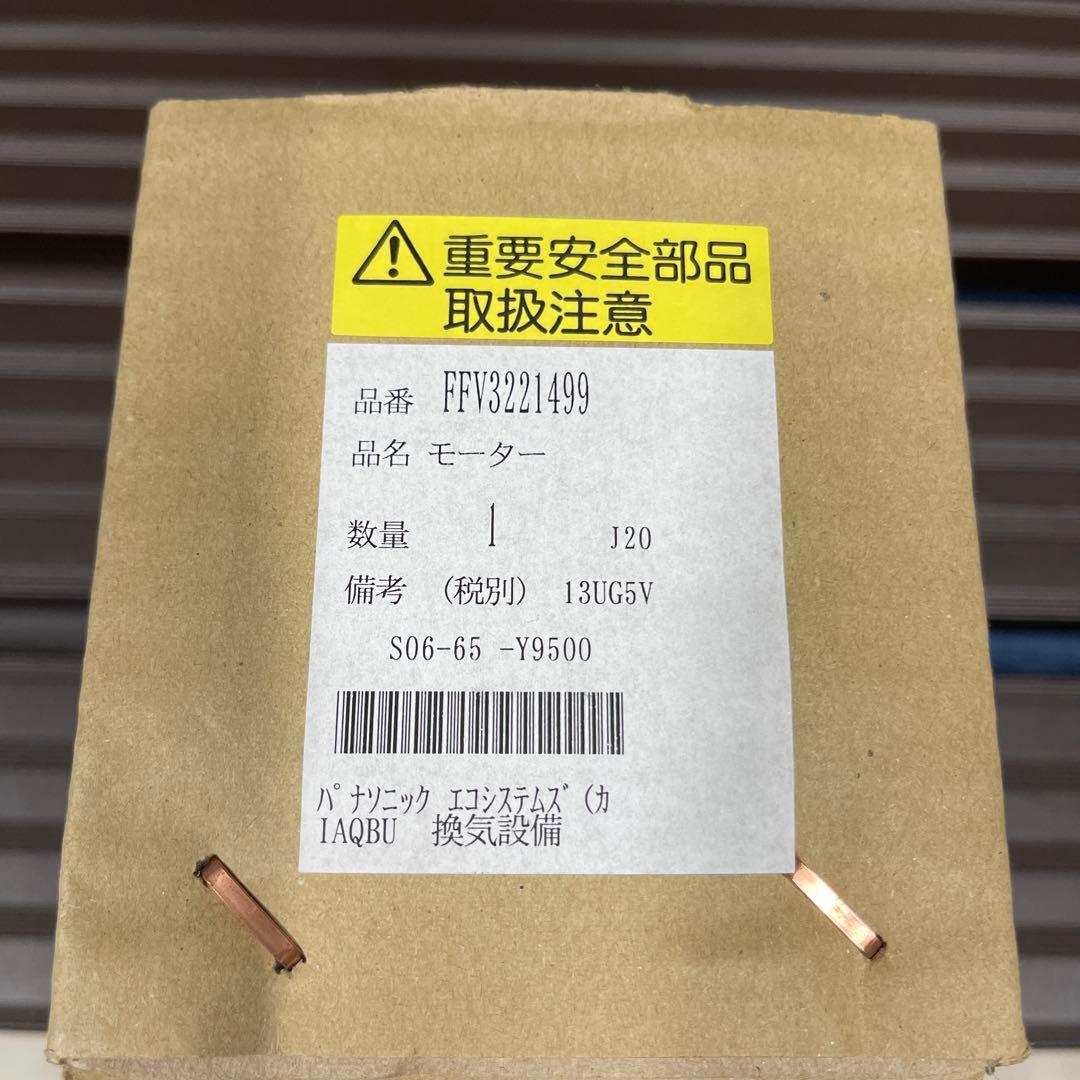 重要安全部品
取扱注意
品番 FFV3221499
品名 モーター
数量 1 J20
備考 (税別) 13UG5V
S06-65 -Y9500
ﾊﾟﾅｿﾆｯｸ ｴｺｼｽﾃﾑｽﾞ(ｶ
IAQBU 換気設備